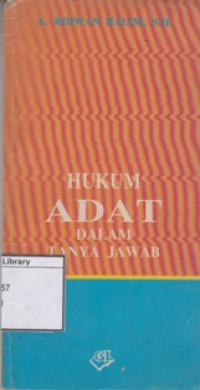 A. RIDWAN HALIM, S.H.
HUKUM
ADAT
DALAM
TANYA JAWAB
Library
57